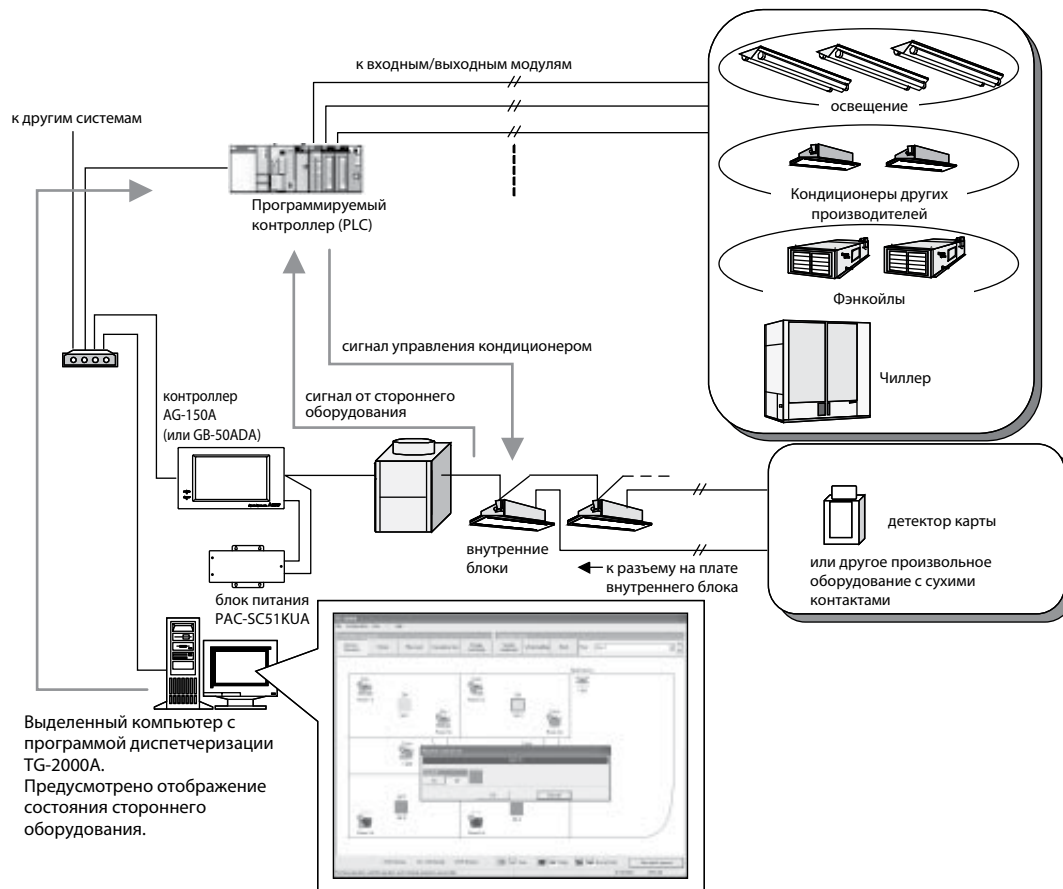 к входным/выходным модулям
к другим системам
Программируемый
контроллер (PLC)
освещение
Кондиционеры других
производителей
Фэнкойлы
Чиллер
сигнал управления кондиционером
сигнал от стороннего
оборудования
контроллер
AG-150A
(или GB-50ADA)
внутренние
блоки
к разъему на плате
внутреннего блока
детектор карты
или другое произвольное
оборудование с сухими
контактами
блок питания
PAC-SC51KUA
Выделенный компьютер с
программой диспетчеризации
TG-2000A.
Предусмотрено отображение
состояния стороннего
оборудования.